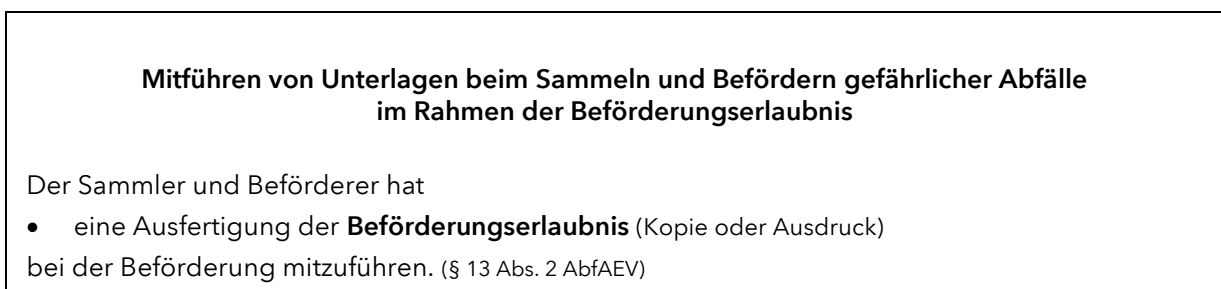 Mitführen von Unterlagen beim Sammeln und Befördern gefährlicher Abfälle
im Rahmen der Beförderungserlaubnis
Der Sammler und Beförderer hat
• eine Ausfertigung der Beförderungserlaubnis (Kopie oder Ausdruck)
bei der Beförderung mitzuführen. (§ 13 Abs. 2 AbfAEV)